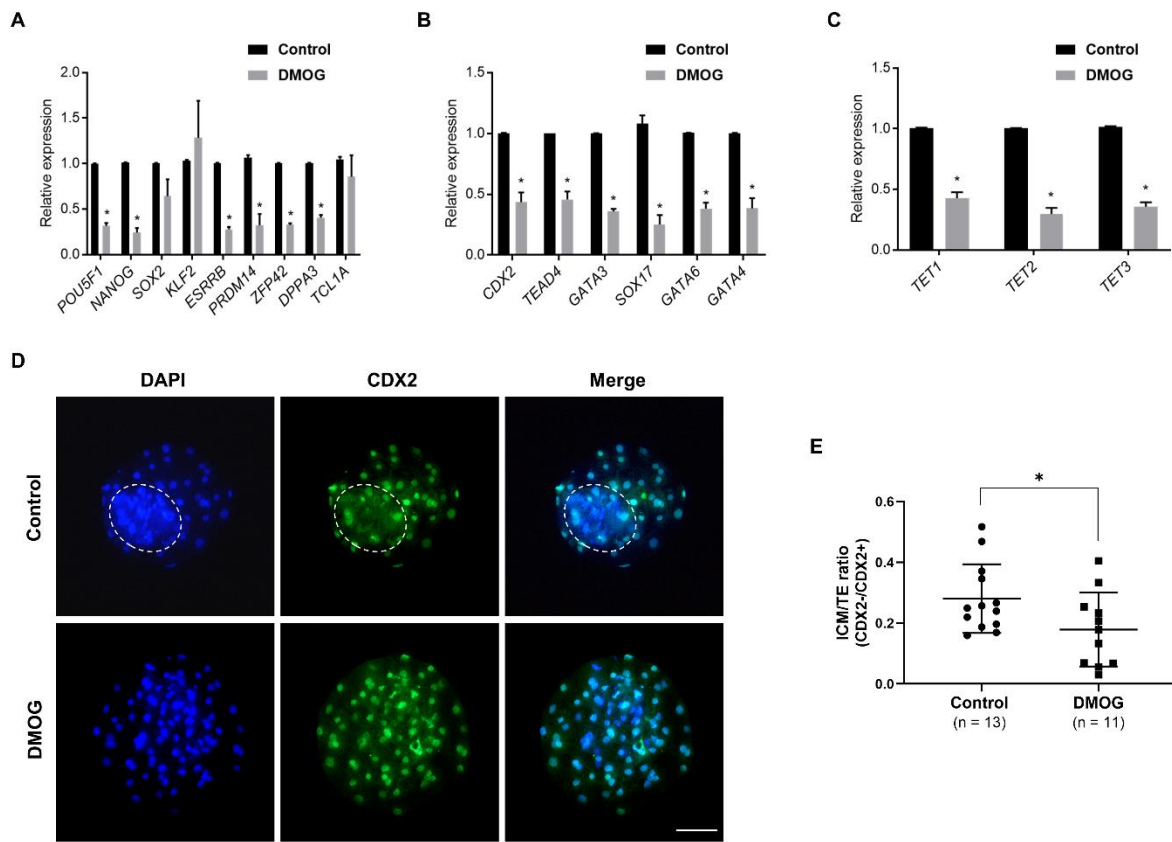 A
Control
DMOG
Relative expression
2.0
1.5
1.0
0.5
0.0
* * * * * *
POU5F1 NANOG SOX2 KLF2 ESRRB PRDM14 ZFP42 DPPA3 TCL1A
B
Control
DMOG
Relative expression
1.5
1.0
0.5
0.0
* * * * * *
CDX2 TEAD4 GATA3 SOX17 GATA6 GATA4
C
Control
DMOG
Relative expression
1.5
1.0
0.5
0.0
* * *
TET1 TET2 TET3
D
DAPI CDX2 Merge
Control
DMOG
E
*
ICM/TE ratio
(CDX2-/CDX2+)
0.6
0.4
0.2
0.0
Control DMOG
(n = 13) (n = 11)